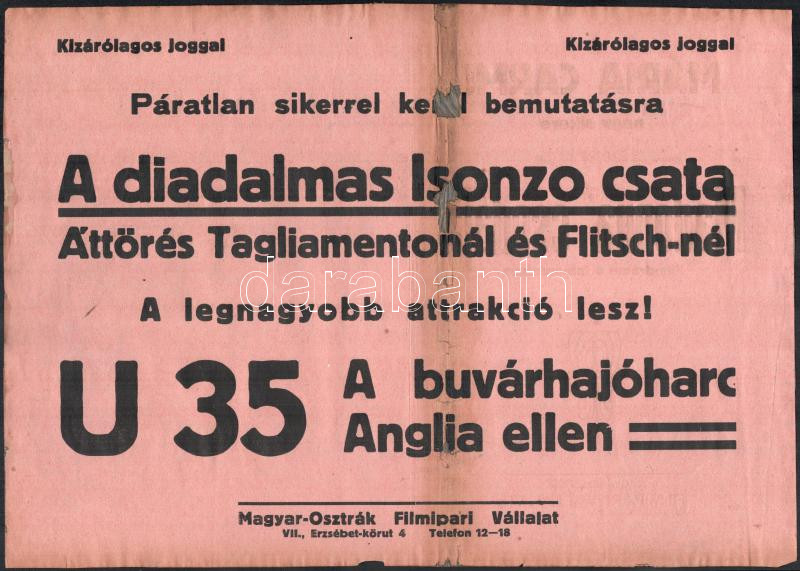 Kizárólagos joggal Kizárólagos joggal
Páratlan sikerrel kerül bemutatásra
A diadalmas Isonzo csata
Áttörés Tagliamentonál és Flitsch-nél
darabanth
A legnagyobb attrakció lesz!
U 35 A buvárhajóharc
Anglia ellen
Magyar-Osztrák Filmipari Vállalat
VII., Erzsébet-körut 4 Telefon 12—18